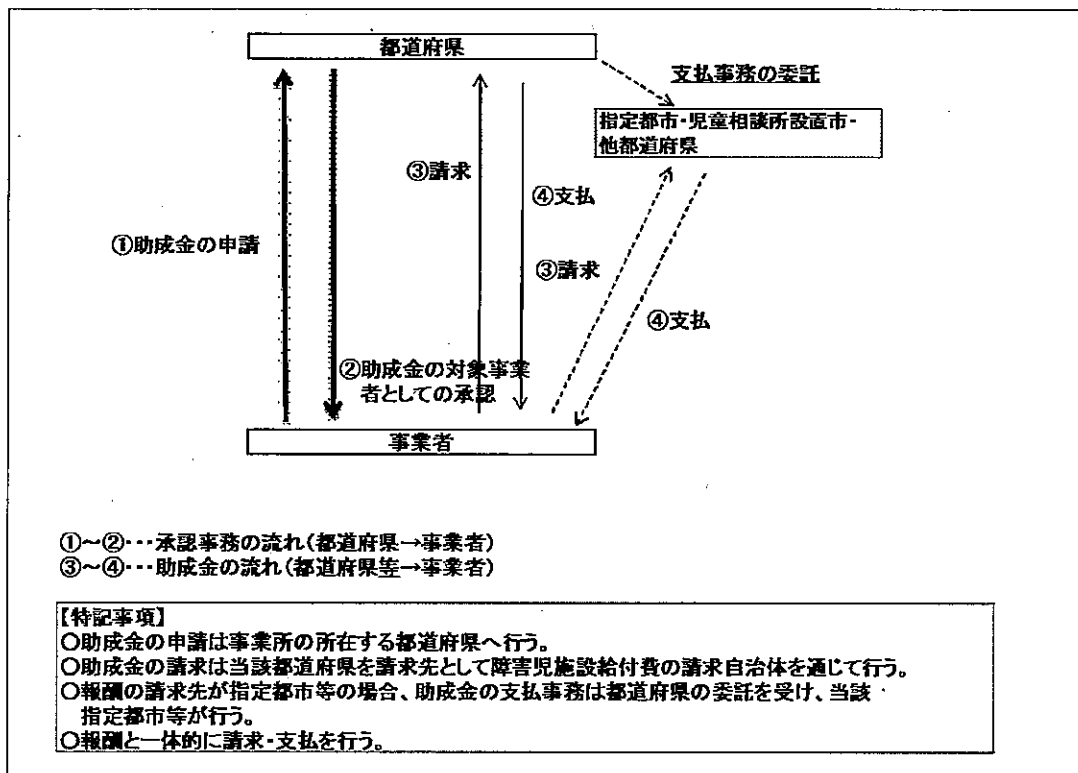 都道府県
支払事務の委託
指定都市・児童相談所設置市・
他都道府県
③請求
④支払
①助成金の申請
③請求
④支払
②助成金の対象事業
者としての承認
事業者
①～②･･･承認事務の流れ(都道府県→事業者)
③～④･･･助成金の流れ(都道府県等→事業者)
【特記事項】
○助成金の申請は事業所の所在する都道府県へ行う。
○助成金の請求は当該都道府県を請求先として障害児施設給付費の請求自治体を通じて行う。
○報酬の請求先が指定都市等の場合、助成金の支払事務は都道府県の委託を受け、当該
指定都市等が行う。
○報酬と一体的に請求・支払を行う。